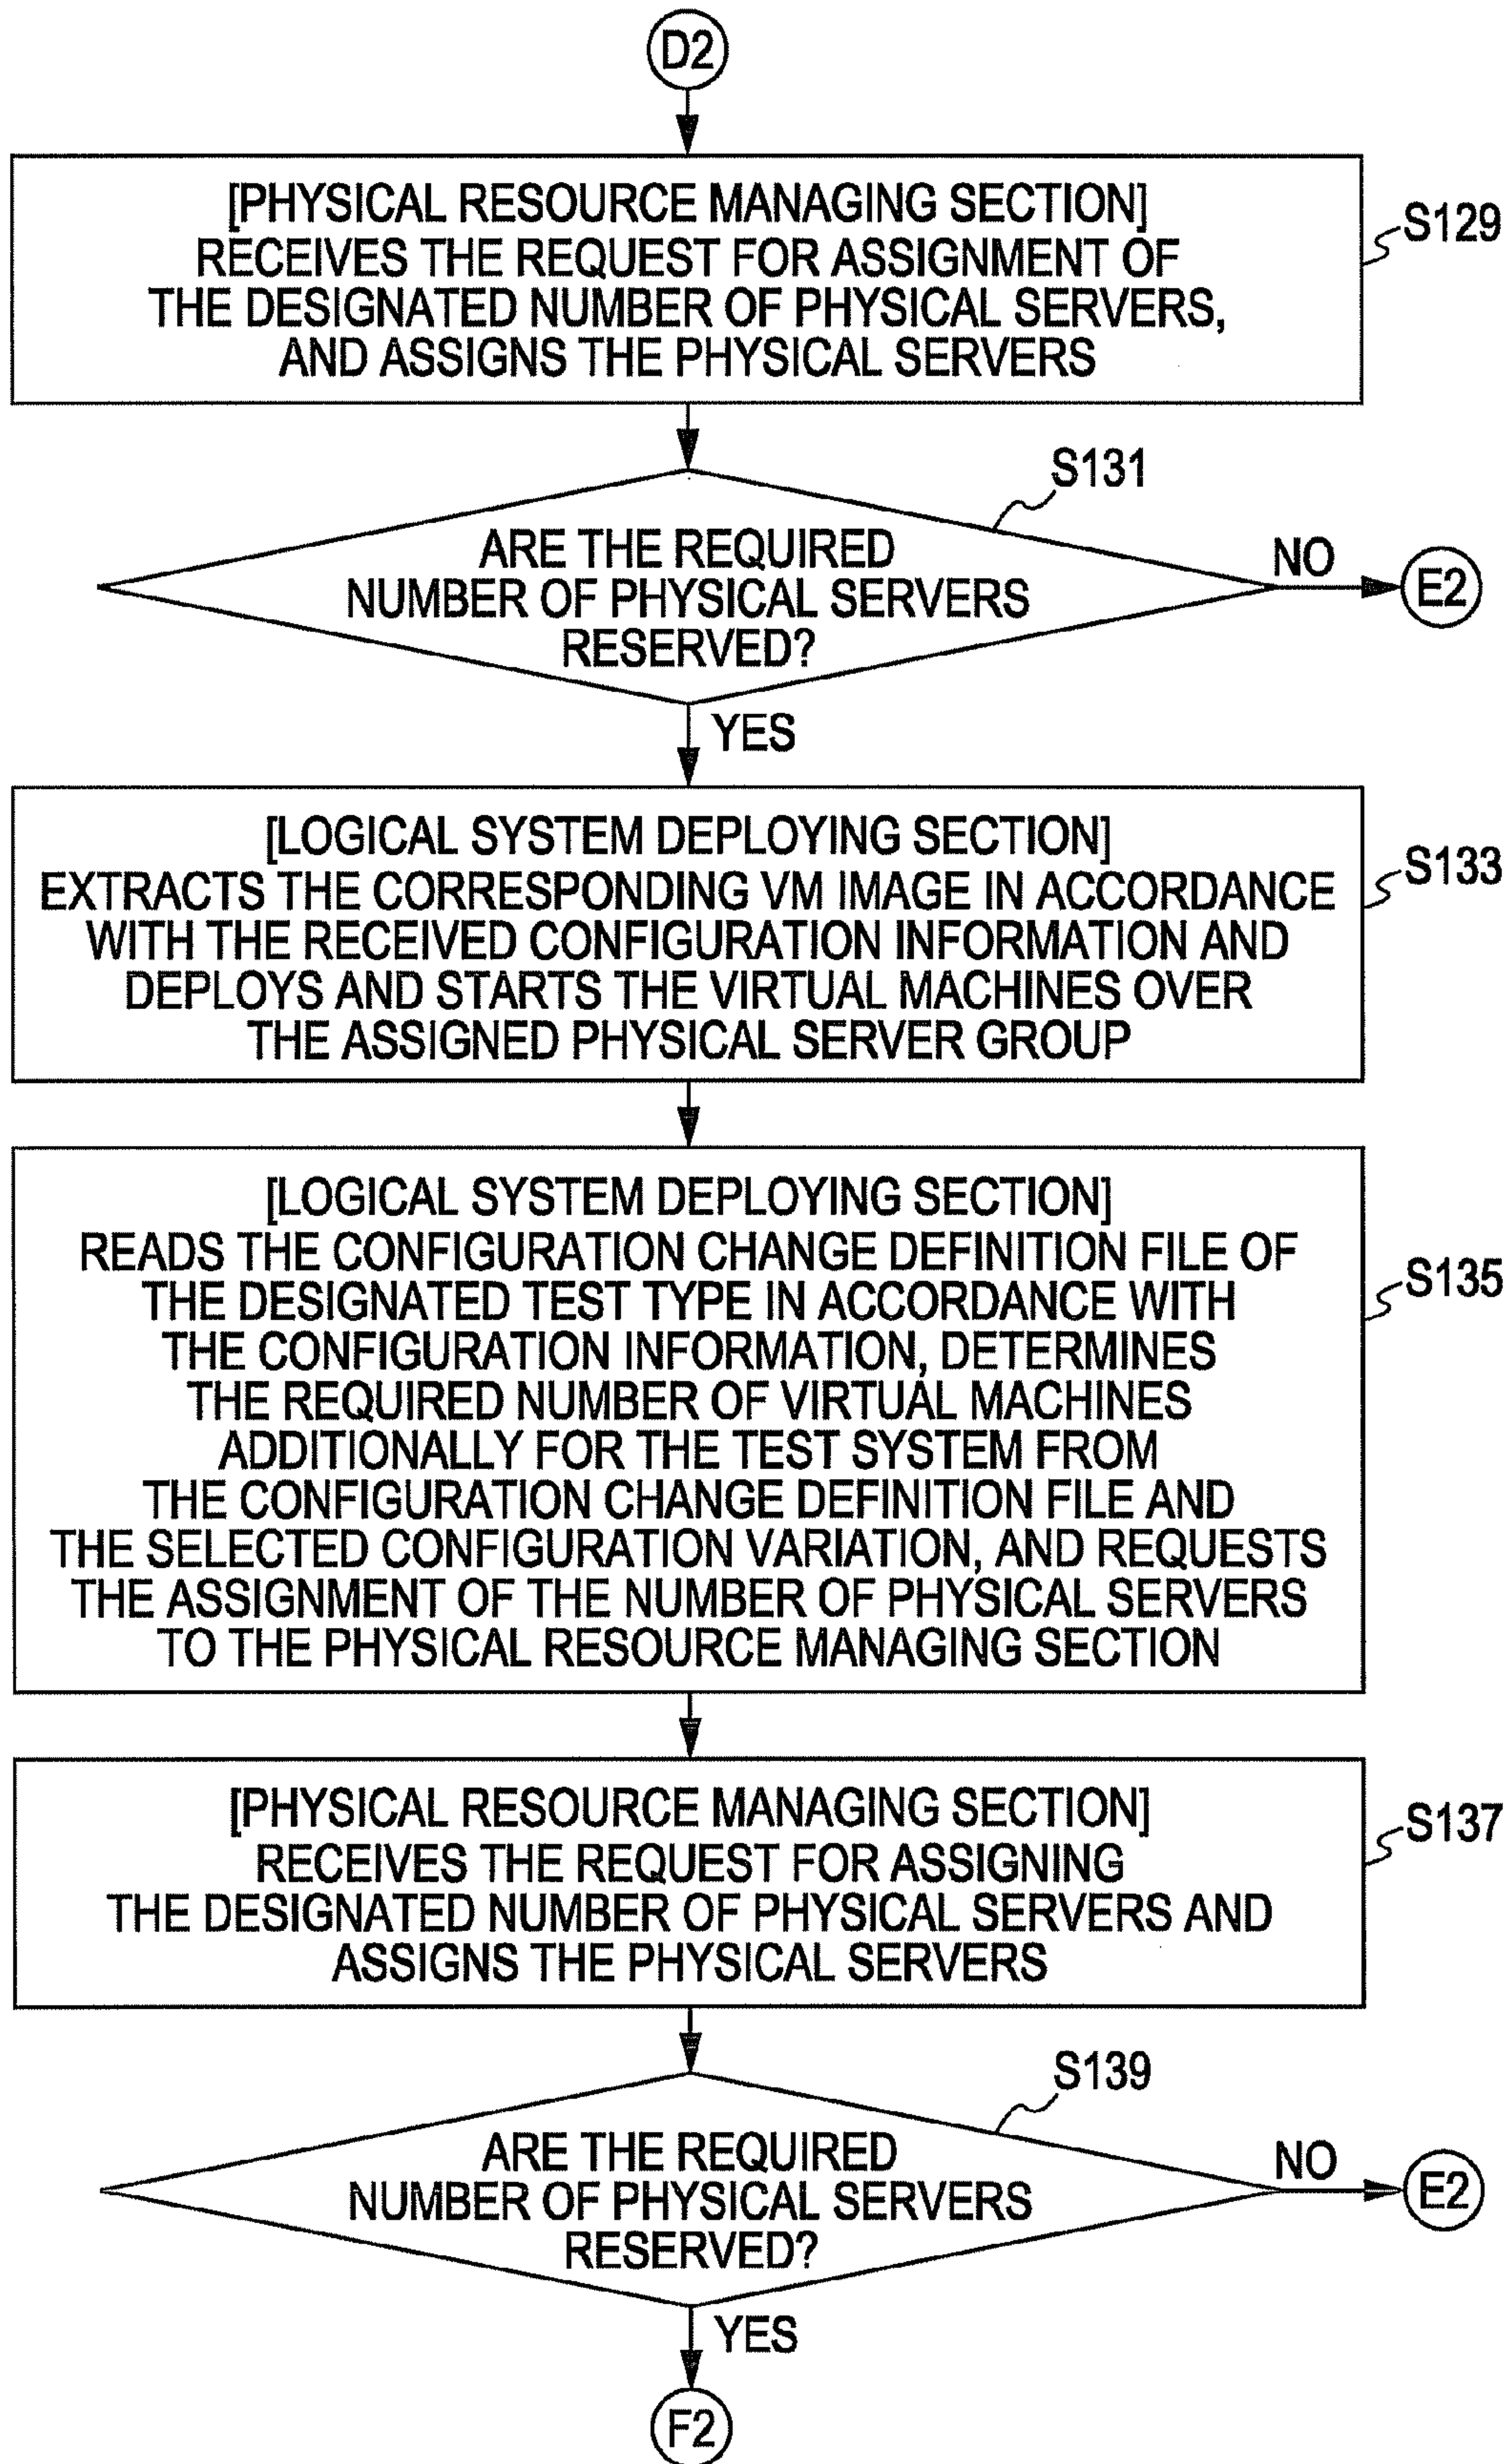 D2
[PHYSICAL RESOURCE MANAGING SECTION]
RECEIVES THE REQUEST FOR ASSIGNMENT OF
THE DESIGNATED NUMBER OF PHYSICAL SERVERS,
AND ASSIGNS THE PHYSICAL SERVERS
S129
S131
ARE THE REQUIRED
NUMBER OF PHYSICAL SERVERS
RESERVED?
NO
E2
YES
[LOGICAL SYSTEM DEPLOYING SECTION]
EXTRACTS THE CORRESPONDING VM IMAGE IN ACCORDANCE
WITH THE RECEIVED CONFIGURATION INFORMATION AND
DEPLOYS AND STARTS THE VIRTUAL MACHINES OVER
THE ASSIGNED PHYSICAL SERVER GROUP
S133
[LOGICAL SYSTEM DEPLOYING SECTION]
READS THE CONFIGURATION CHANGE DEFINITION FILE OF
THE DESIGNATED TEST TYPE IN ACCORDANCE WITH
THE CONFIGURATION INFORMATION, DETERMINES
THE REQUIRED NUMBER OF VIRTUAL MACHINES
ADDITIONALLY FOR THE TEST SYSTEM FROM
THE CONFIGURATION CHANGE DEFINITION FILE AND
THE SELECTED CONFIGURATION VARIATION, AND REQUESTS
THE ASSIGNMENT OF THE NUMBER OF PHYSICAL SERVERS
TO THE PHYSICAL RESOURCE MANAGING SECTION
S135
[PHYSICAL RESOURCE MANAGING SECTION]
RECEIVES THE REQUEST FOR ASSIGNING
THE DESIGNATED NUMBER OF PHYSICAL SERVERS AND
ASSIGNS THE PHYSICAL SERVERS
S137
S139
ARE THE REQUIRED
NUMBER OF PHYSICAL SERVERS
RESERVED?
NO
E2
YES
F2